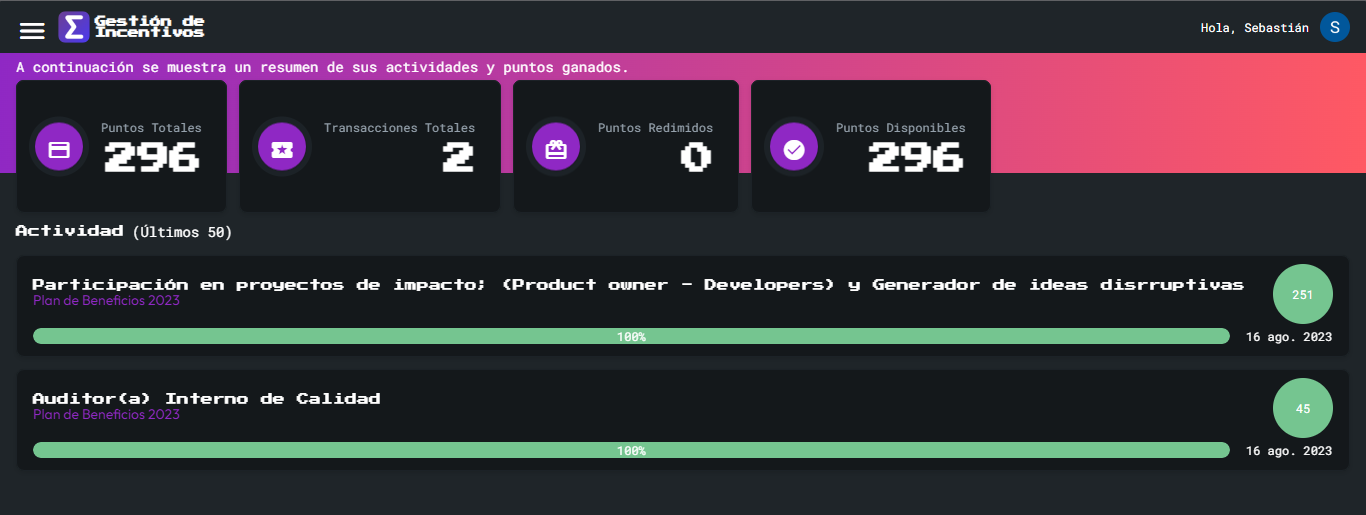 Σ Gestión de
Incentivos
Hola, Sebastián S
A continuación se muestra un resumen de sus actividades y puntos ganados.
Puntos Totales
296
Transacciones Totales
2
Puntos Redimidos
0
Puntos Disponibles
296
Actividad (Últimos 50)
Participación en proyectos de impacto; (Product owner - Developers) y Generador de ideas disrruptivas
Plan de Beneficios 2023
251
100%
16 ago. 2023
Auditor(a) Interno de Calidad
Plan de Beneficios 2023
45
100%
16 ago. 2023